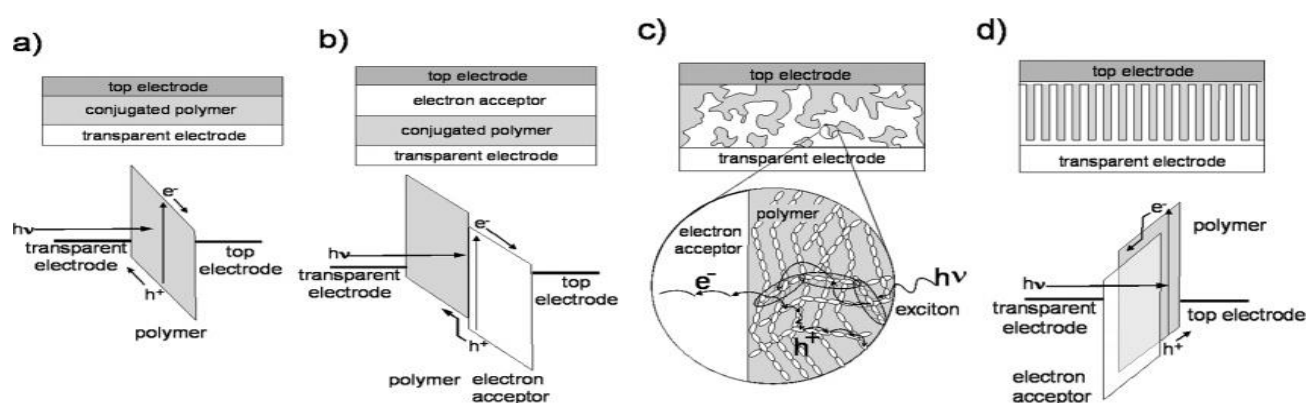 a)
top electrode
conjugated polymer
transparent electrode
e-
hν
transparent
electrode
top
electrode
h+
polymer
b)
top electrode
electron acceptor
conjugated polymer
transparent electrode
e-
hν
transparent
electrode
top
electrode
h+
polymer
electron
acceptor
c)
top electrode
transparent electrode
polymer
electron
acceptor
e-
hν
exciton
h+
d)
top electrode
transparent electrode
e-
polymer
hν
transparent
electrode
top electrode
h+
electron
acceptor